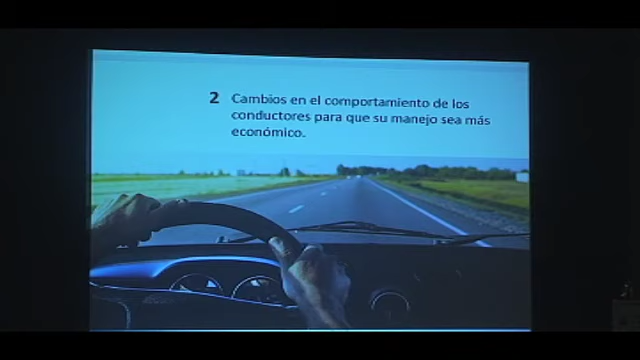 2 Cambios en el comportamiento de los
conductores para que su manejo sea más
económico.